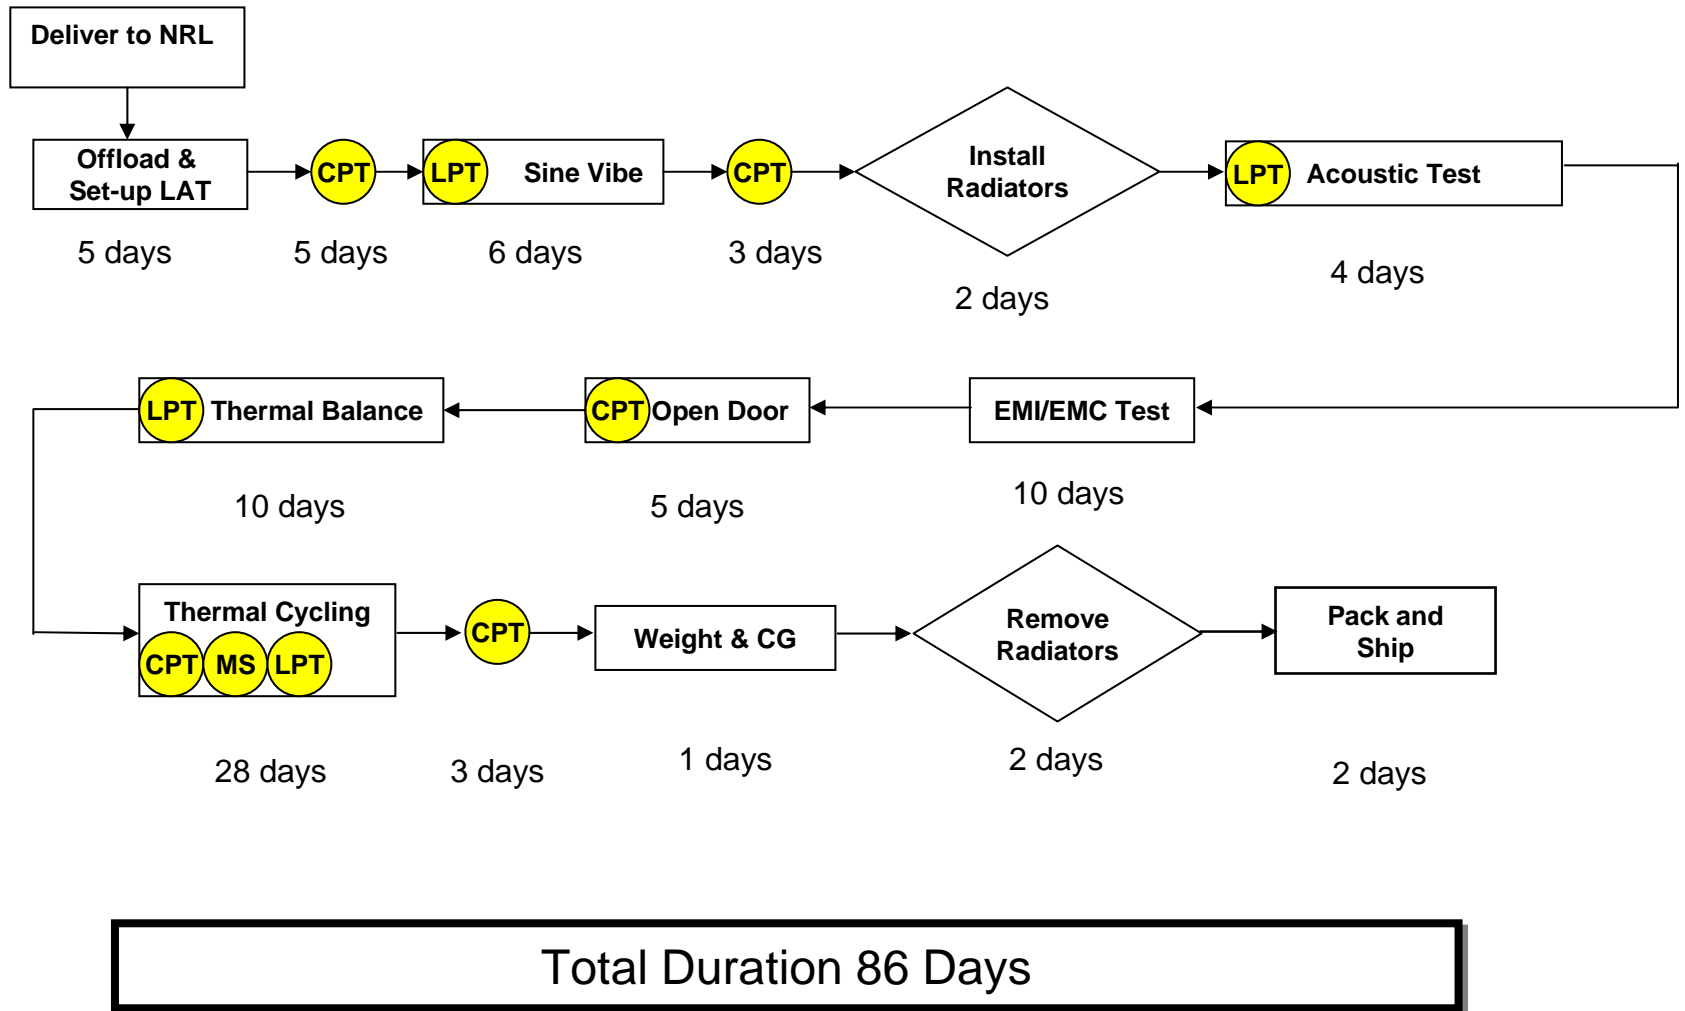 Deliver to NRL
Offload &
Set-up LAT
CPT
LPT
Sine Vibe
CPT
Install
Radiators
LPT
Acoustic Test
5 days
5 days
6 days
3 days
2 days
4 days
LPT
Thermal Balance
CPT
Open Door
EMI/EMC Test
10 days
5 days
10 days
Thermal Cycling
CPT
MS
LPT
CPT
Weight & CG
Remove
Radiators
Pack and
Ship
28 days
3 days
1 days
2 days
2 days
Total Duration 86 Days